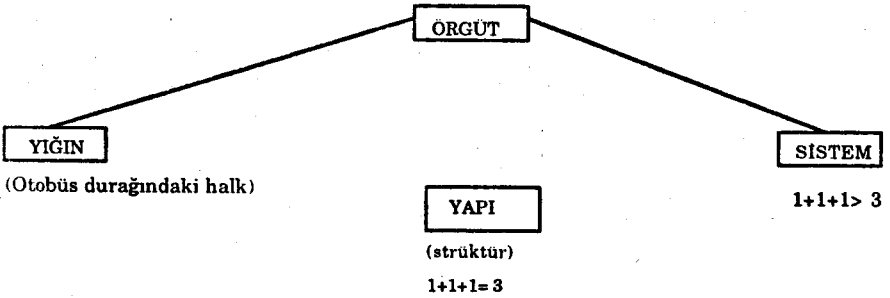 ÖRGÜT
YIĞIN
(Otobüs durağındaki halk)
SİSTEM
1+1+1> 3
YAPI
(strüktür)
1+1+1= 3